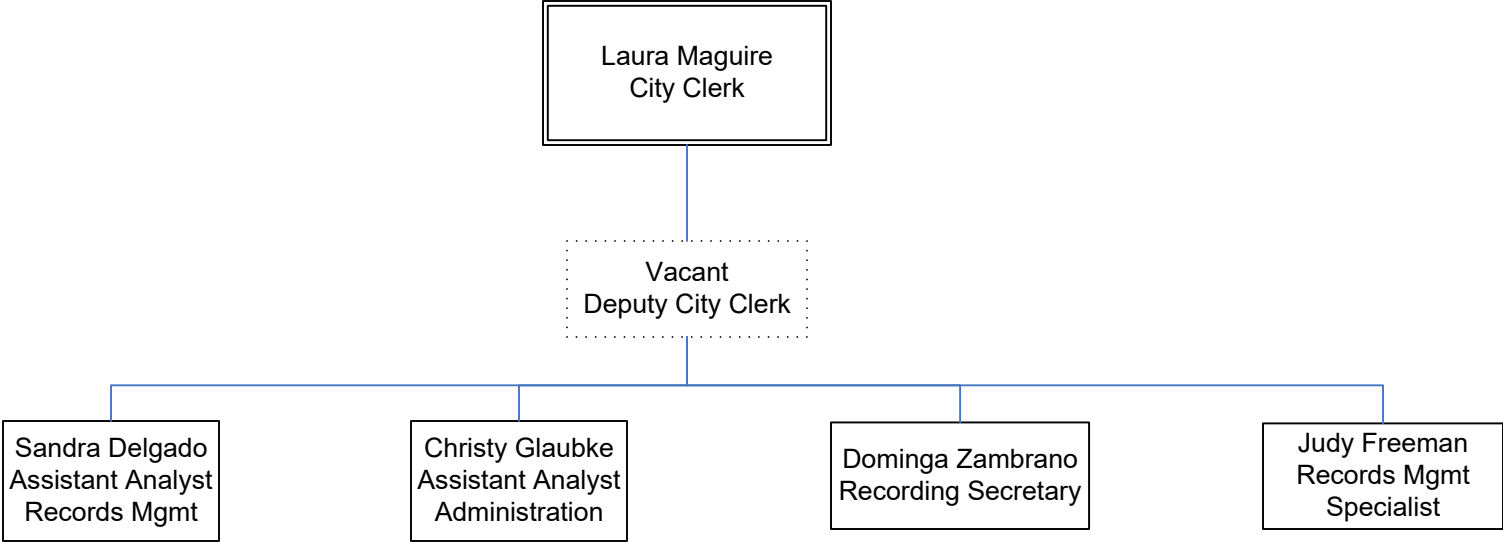 Laura Maguire
City Clerk
Vacant
Deputy City Clerk
Sandra Delgado
Assistant Analyst
Records Mgmt
Christy Glaubke
Assistant Analyst
Administration
Dominga Zambrano
Recording Secretary
Judy Freeman
Records Mgmt
Specialist